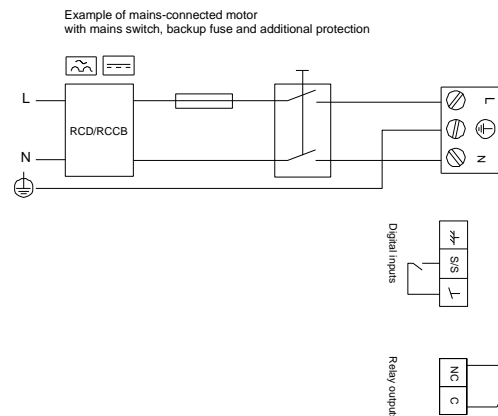 Example of mains-connected motor
with mains switch, backup fuse and additional protection
L
RCD/RCCB
N
L
N
Digital inputs
S/S
Relay output
NC
C